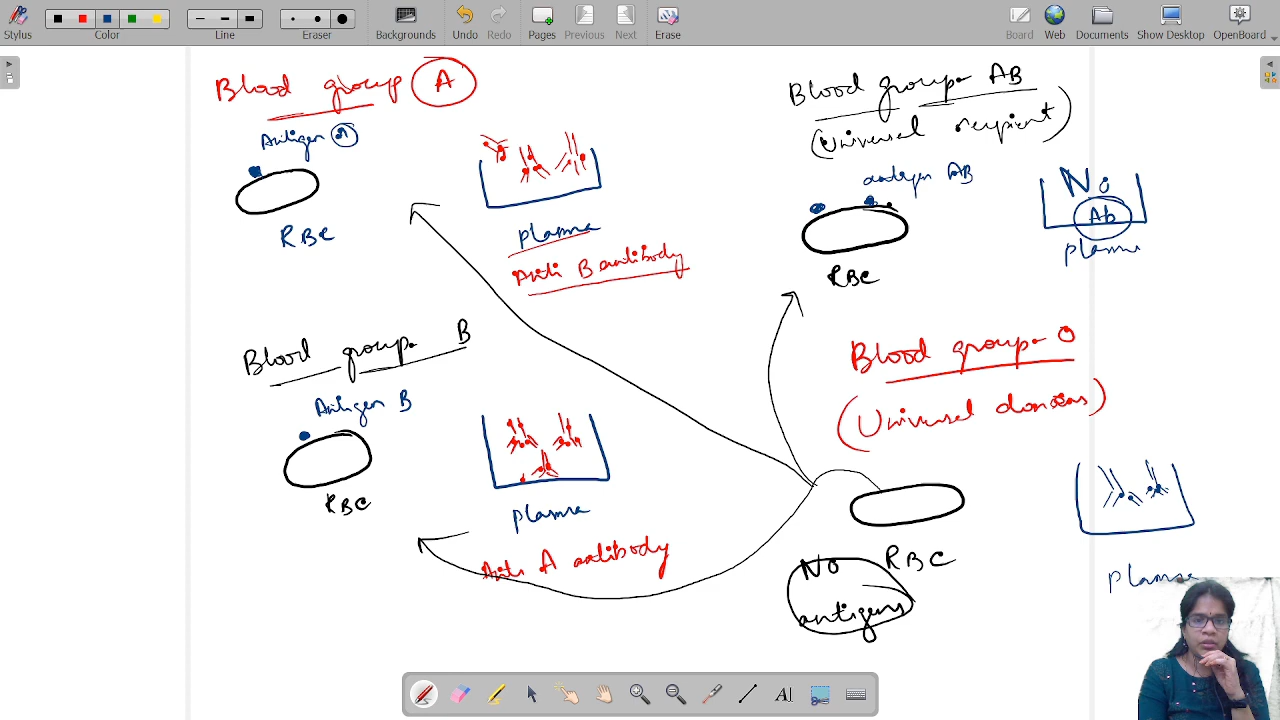 Stylus
Color
Line
Eraser
Backgrounds
Undo
Redo
Pages
Previous
Next
Erase
Board
Web
Documents
Show Desktop
OpenBoard
Blood group A
Antigen A
RBC
plasma
Anti B antibody
Blood group- B
Antigen B
RBC
plasma
Anti A antibody
Blood group- AB
(Universal recipient)
antigen AB
RBC
No
Ab
plasma
Blood group- O
(Universal donors)
RBC
No
antigens
plasma